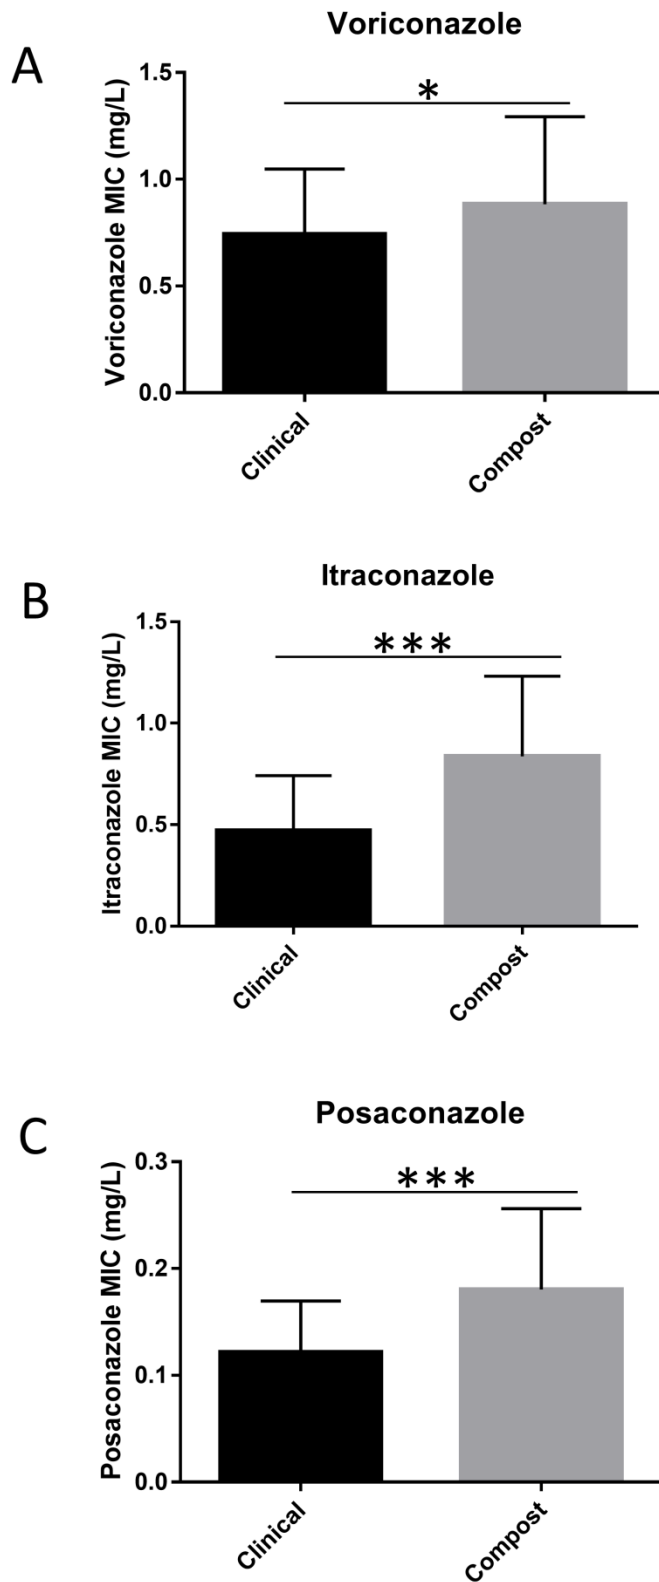 Voriconazole
A
Voriconazole MIC (mg/L)
1.5
1.0
0.5
0.0
*
Clinical
Compost
Itraconazole
B
Itraconazole MIC (mg/L)
1.5
1.0
0.5
0.0
***
Clinical
Compost
Posaconazole
C
Posaconazole MIC (mg/L)
0.3
0.2
0.1
0.0
***
Clinical
Compost